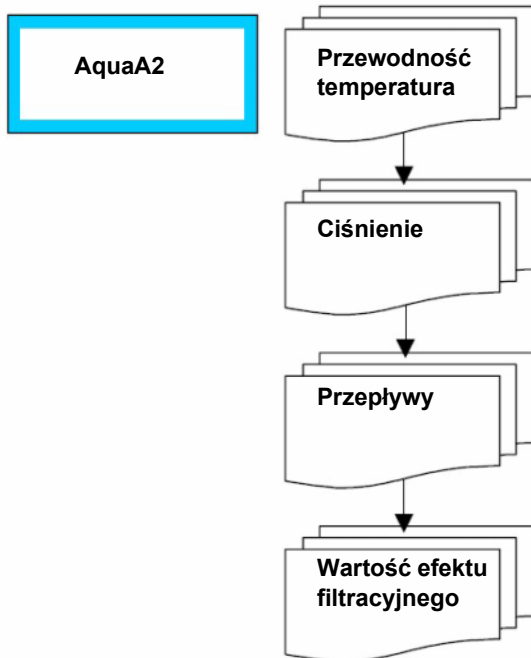 AquaA2
Przewodność
temperatura
Ciśnienie
Przepływy
Wartość efektu
filtracyjnego